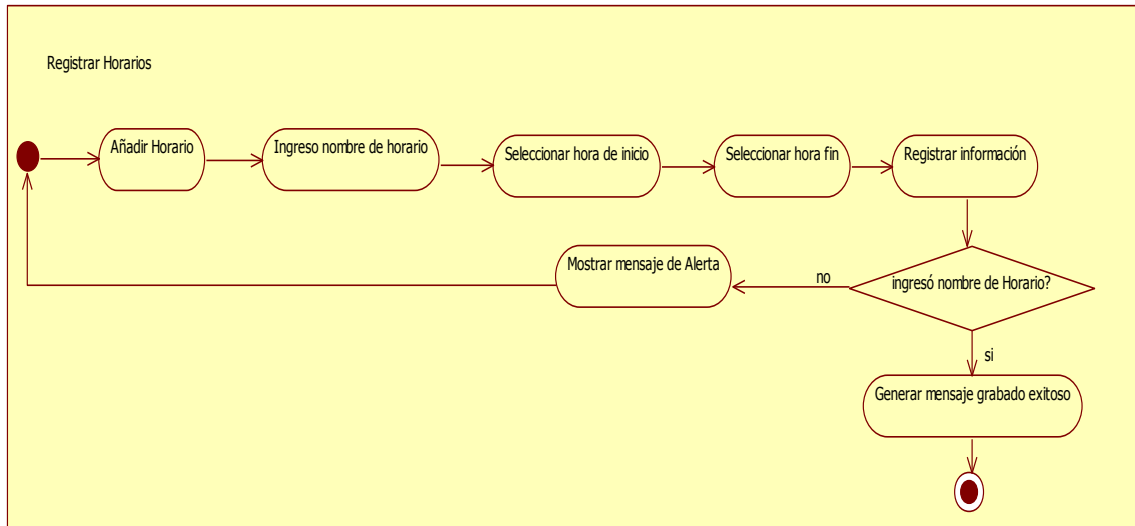 Registrar Horarios
Añadir Horario
Ingreso nombre de horario
Seleccionar hora de inicio
Seleccionar hora fin
Registrar información
Mostrar mensaje de Alerta
no
ingresó nombre de Horario?
si
Generar mensaje grabado exitoso